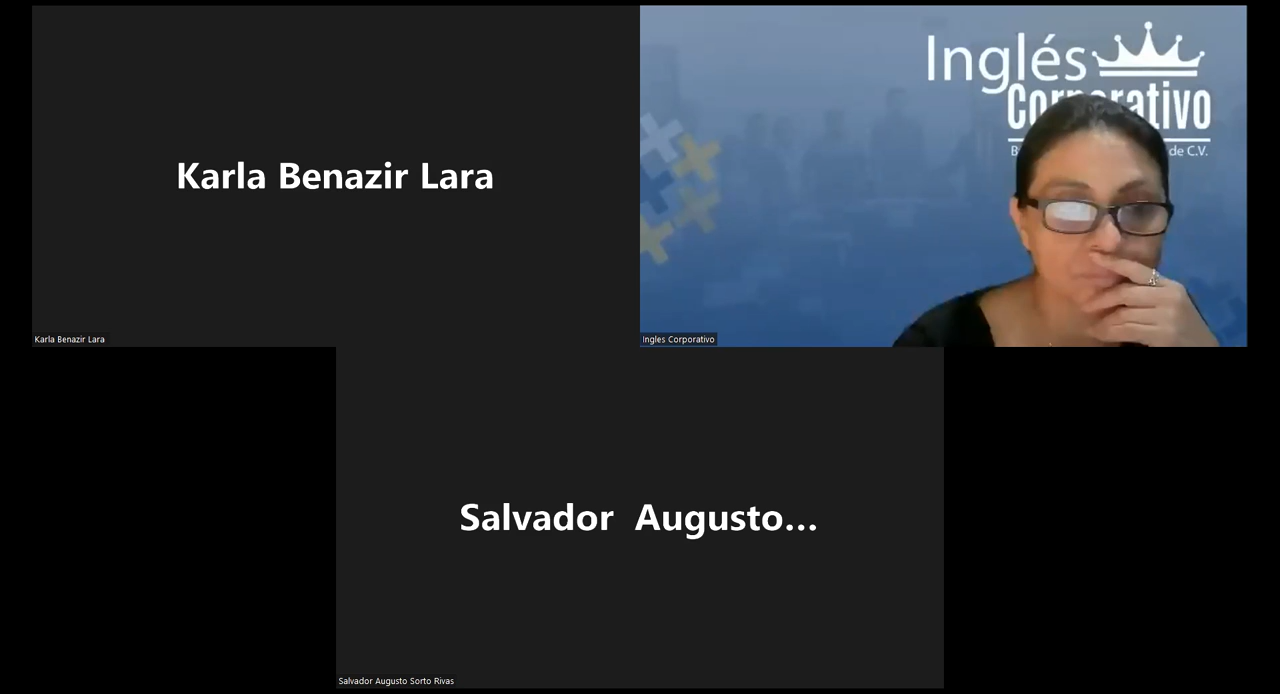 Karla Benazir Lara
Karla Benazir Lara
Inglés
Corporativo
de C.V.
Ingles Corporativo
Salvador Augusto...
Salvador Augusto Sorto Rivas